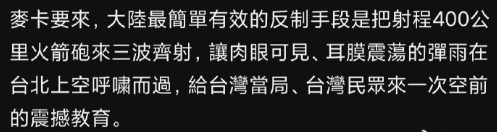 麥卡要來，大陸最簡單有效的反制手段是把射程400公
里火箭砲來三波齊射，讓肉眼可見、耳膜震蕩的彈雨在
台北上空呼嘯而過，給台灣當局、台灣民眾來一次空前
的震撼教育。